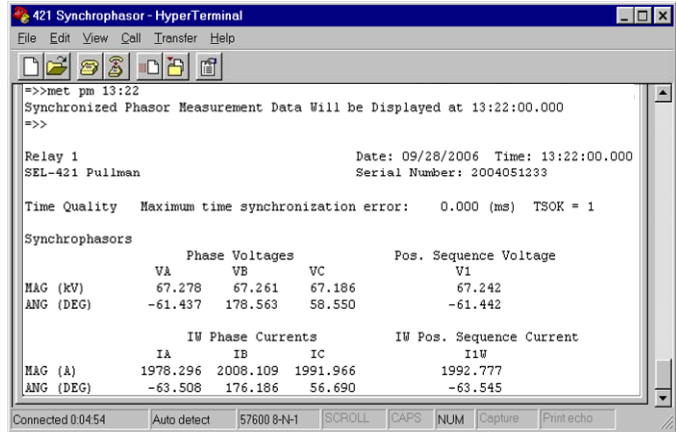 421 Synchrophasor - HyperTerminal
File Edit View Call Transfer Help
=>>met pm 13:22
Synchronized Phasor Measurement Data Will be Displayed at 13:22:00.000
=>>
Relay 1 Date: 09/28/2006 Time: 13:22:00.000
SEL-421 Pullman Serial Number: 2004051233
Time Quality Maximum time synchronization error: 0.000 (ms) TSOK = 1
Synchrophasors
Phase Voltages Pos. Sequence Voltage
VA VB VC V1
MAG (kV) 67.278 67.261 67.186 67.242
ANG (DEG) -61.437 178.563 58.550 -61.442
IW Phase Currents IW Pos. Sequence Current
IA IB IC I1W
MAG (A) 1978.296 2008.109 1991.966 1992.777
ANG (DEG) -63.508 176.186 56.690 -63.545
Connected 0:04:54 Auto detect 57600 8-N-1 SCROLL CAPS NUM Capture Print echo